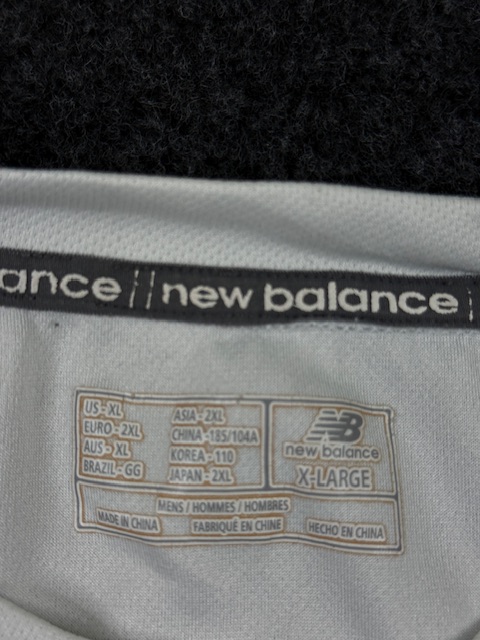 ance || new balance |
US - XL
EURO - 2XL
AUS - XL
BRAZIL - GG
ASIA - 2XL
CHINA - 185/104A
KOREA - 110
JAPAN - 2XL
NB
new balance
X-LARGE
MENS / HOMMES / HOMBRES
MADE IN CHINA FABRIQUÉ EN CHINE HECHO EN CHINA